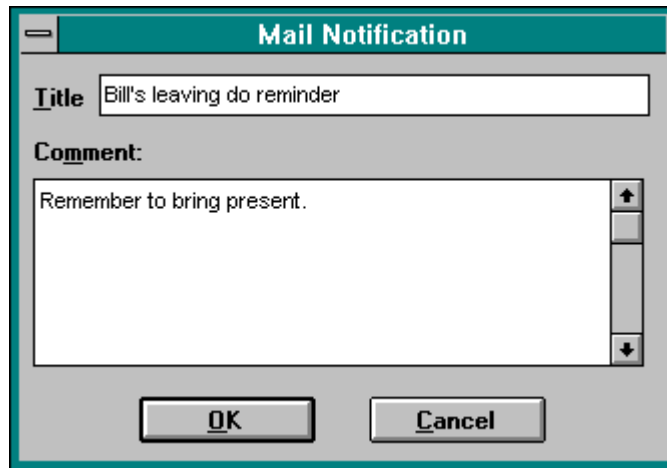 Mail Notification
Title Bill's leaving do reminder
Comment:
Remember to bring present.
OK Cancel